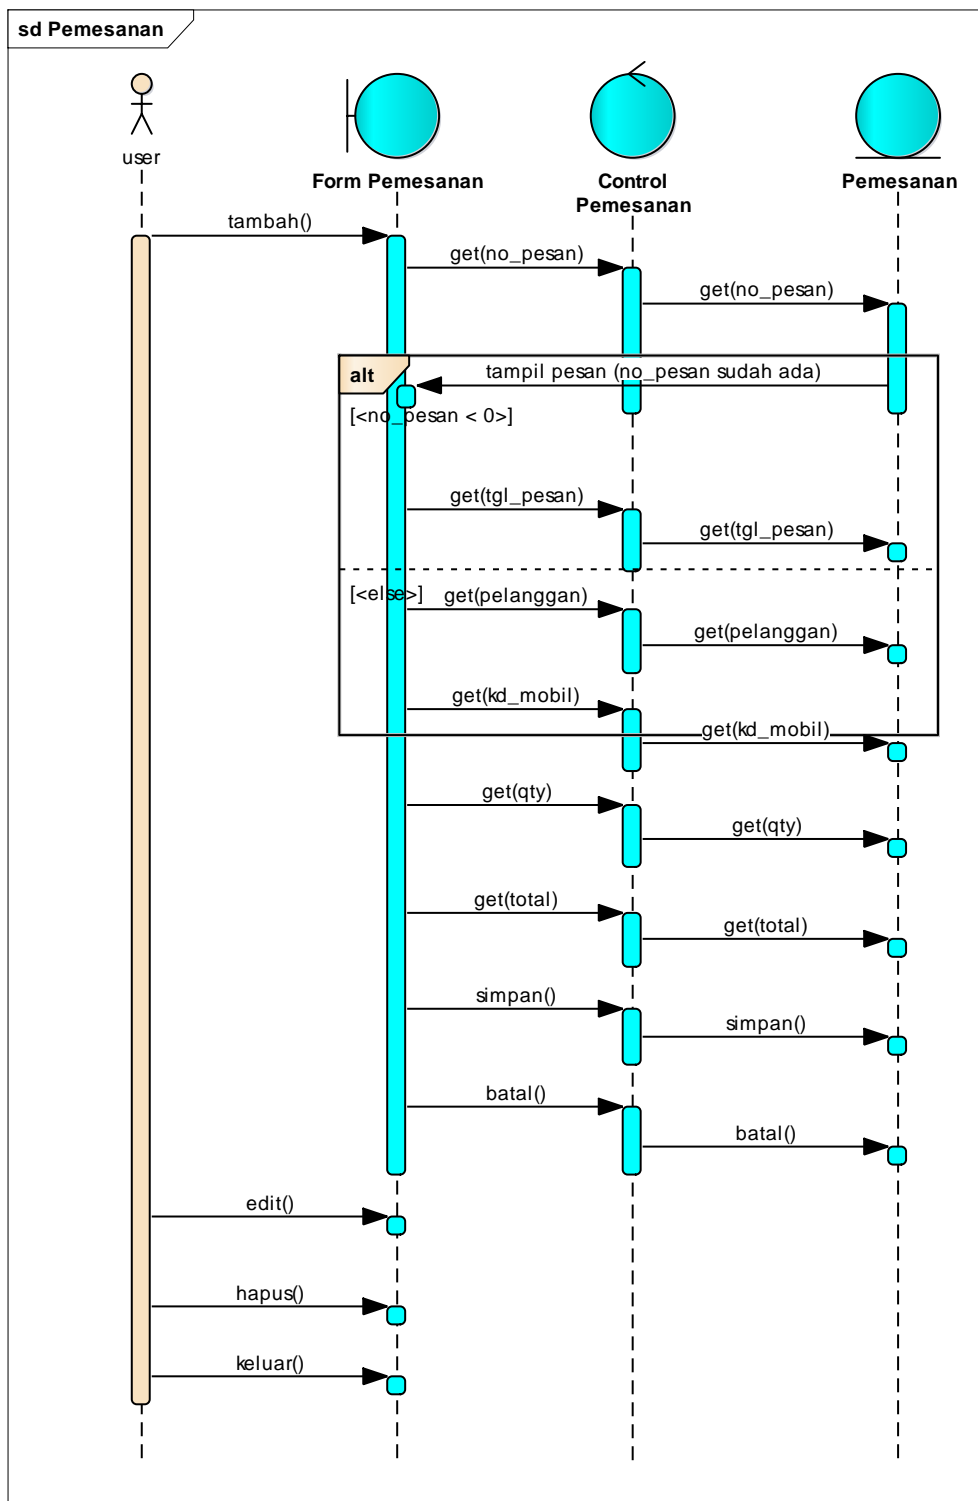 sd Pemesanan
user
Form Pemesanan
Control
Pemesanan
Pemesanan
tambah()
get(no_pesan)
get(no_pesan)
alt
tampil pesan (no_pesan sudah ada)
[<no_pesan < 0>]
get(tgl_pesan)
get(tgl_pesan)
[<else>]
get(pelanggan)
get(pelanggan)
get(kd_mobil)
get(kd_mobil)
get(qty)
get(qty)
get(total)
get(total)
simpan()
simpan()
batal()
batal()
edit()
hapus()
keluar()